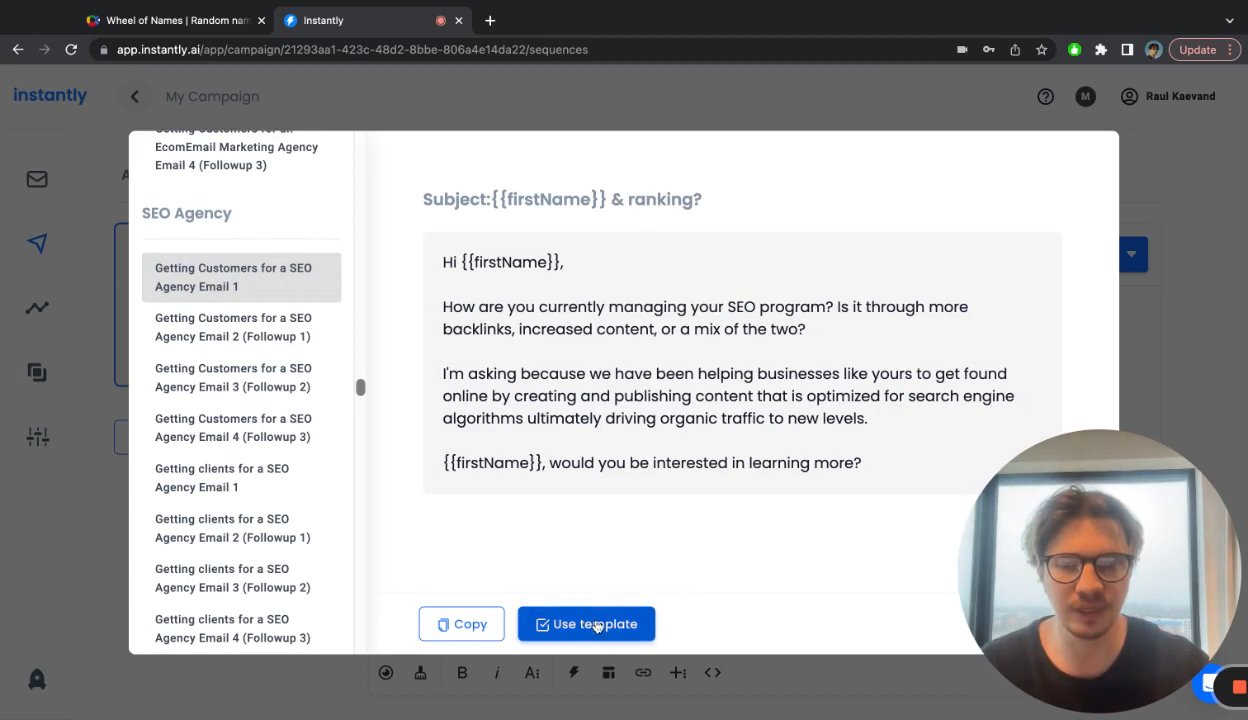 Wheel of Names | Random nam
Instantly
app.instantly.ai/app/campaign/21293aa1-423c-48d2-8bbe-806a4e14da22/sequences
Update
instantly
My Campaign
M
Raul Kaevand
Getting Customers for an
EcomEmail Marketing Agency
Email 4 (Followup 3)
SEO Agency
Getting Customers for a SEO
Agency Email 1
Getting Customers for a SEO
Agency Email 2 (Followup 1)
Getting Customers for a SEO
Agency Email 3 (Followup 2)
Getting Customers for a SEO
Agency Email 4 (Followup 3)
Getting clients for a SEO
Agency Email 1
Getting clients for a SEO
Agency Email 2 (Followup 1)
Getting clients for a SEO
Agency Email 3 (Followup 2)
Getting clients for a SEO
Agency Email 4 (Followup 3)
Subject:{{firstName}} & ranking?
Hi {{firstName}},
How are you currently managing your SEO program? Is it through more
backlinks, increased content, or a mix of the two?
I'm asking because we have been helping businesses like yours to get found
online by creating and publishing content that is optimized for search engine
algorithms ultimately driving organic traffic to new levels.
{{firstName}}, would you be interested in learning more?
Copy
Use template
B
i
A